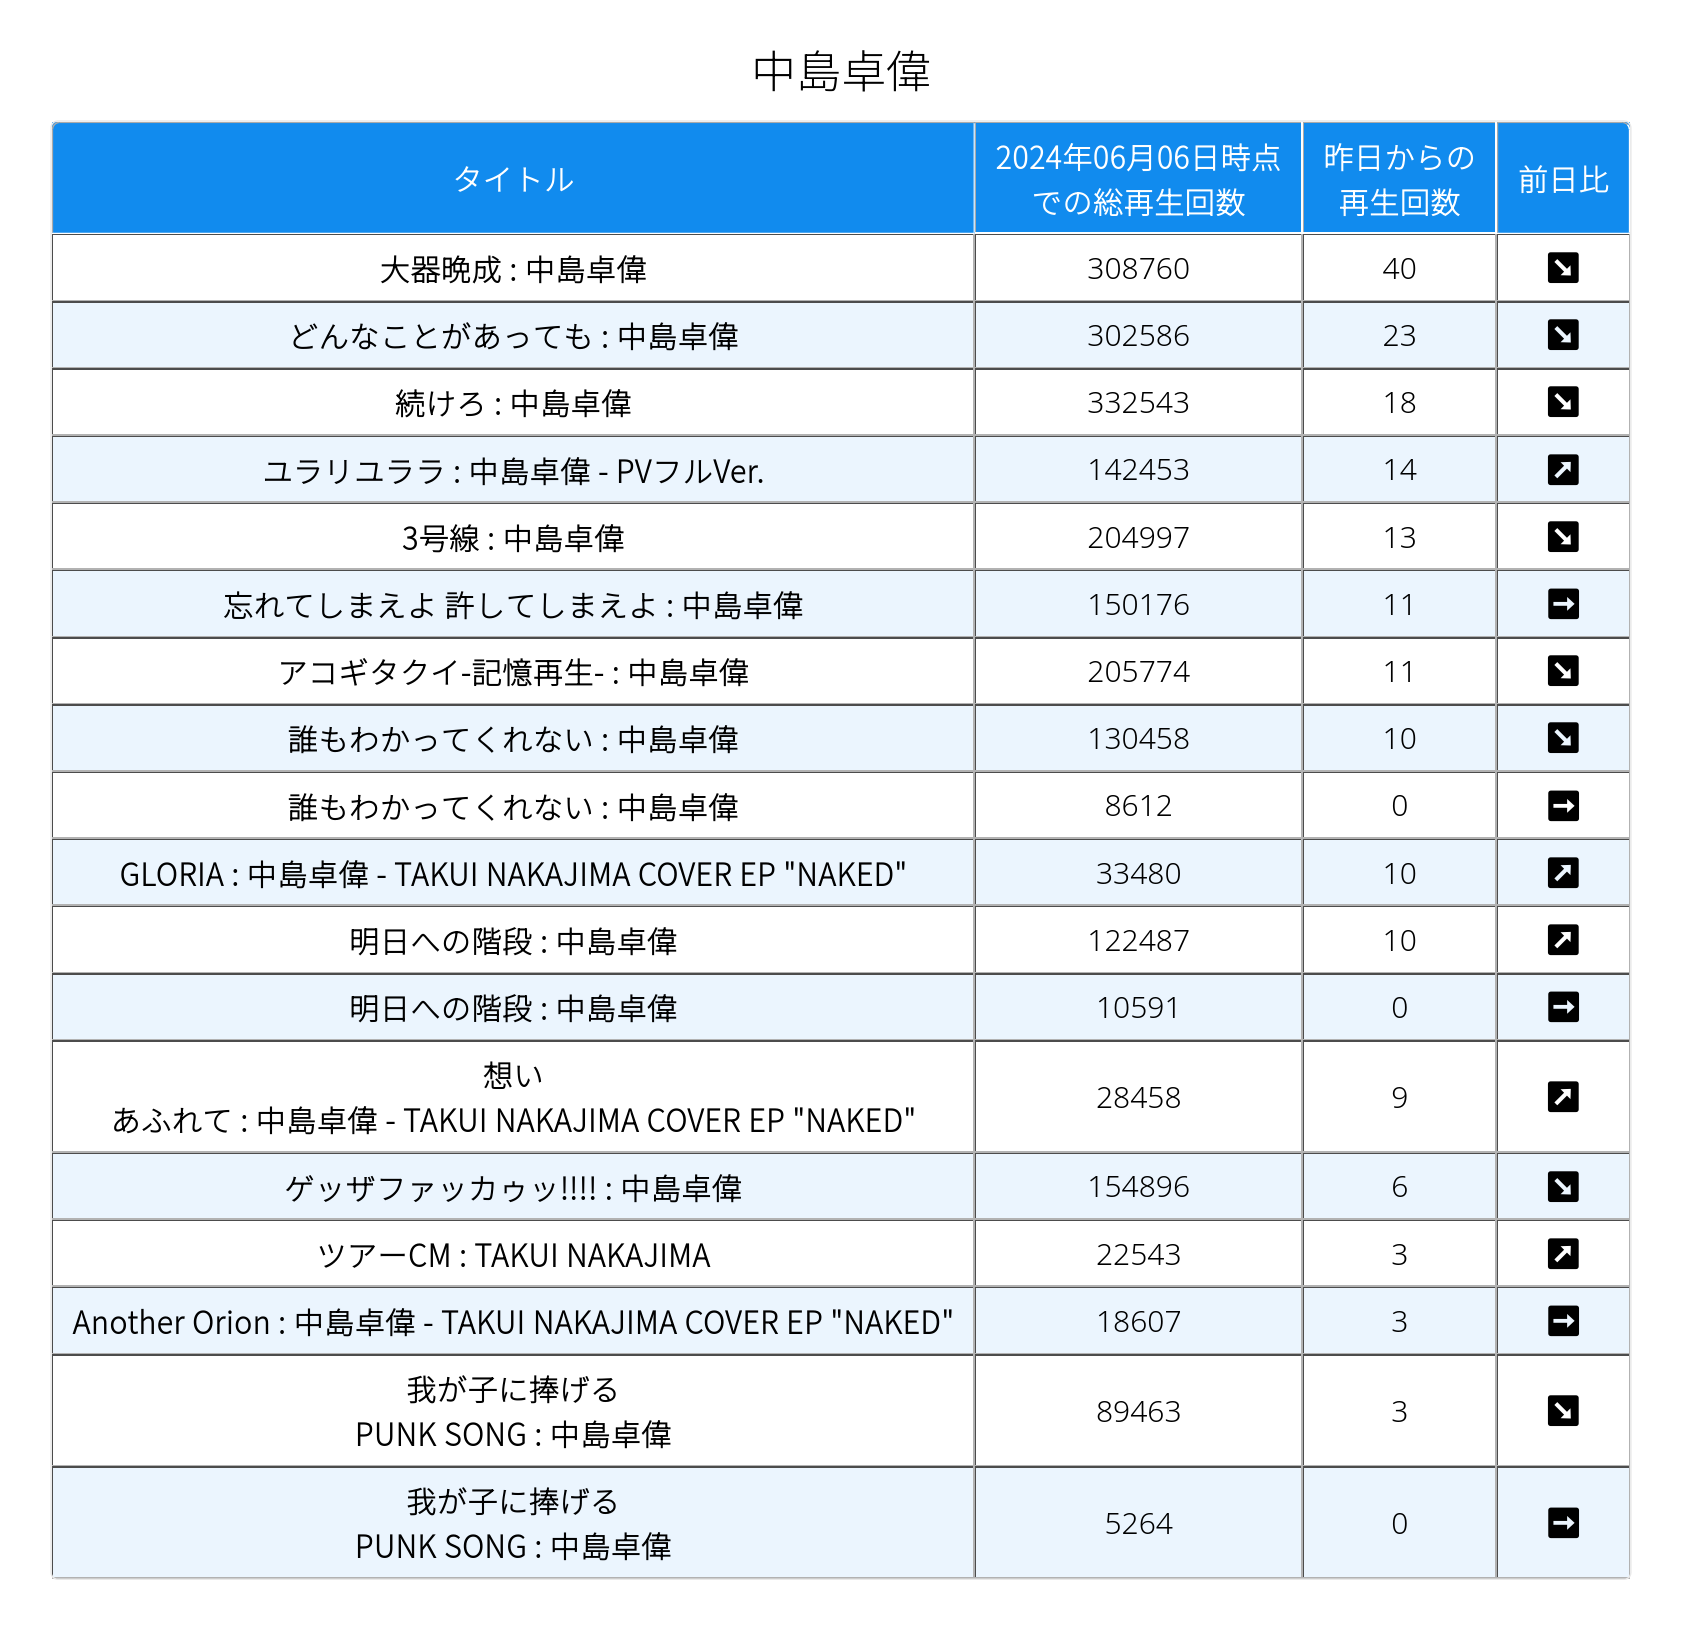 中島卓偉
タイトル
2024年06月06日時点
での総再生回数
昨日からの
再生回数
前日比
大器晩成 : 中島卓偉 308760 40
どんなことがあっても : 中島卓偉 302586 23
続けろ : 中島卓偉 332543 18
ユラリユララ : 中島卓偉 - PVフルVer. 142453 14
3号線 : 中島卓偉 204997 13
忘れてしまえよ 許してしまえよ : 中島卓偉 150176 11
アコギタクイ-記憶再生- : 中島卓偉 205774 11
誰もわかってくれない : 中島卓偉 130458 10
誰もわかってくれない : 中島卓偉 8612 0
GLORIA : 中島卓偉 - TAKUI NAKAJIMA COVER EP "NAKED" 33480 10
明日への階段 : 中島卓偉 122487 10
明日への階段 : 中島卓偉 10591 0
想い
あふれて : 中島卓偉 - TAKUI NAKAJIMA COVER EP "NAKED" 28458 9
ゲッザファッカゥッ!!!! : 中島卓偉 154896 6
ツアーCM : TAKUI NAKAJIMA 22543 3
Another Orion : 中島卓偉 - TAKUI NAKAJIMA COVER EP "NAKED" 18607 3
我が子に捧げる
PUNK SONG : 中島卓偉 89463 3
我が子に捧げる
PUNK SONG : 中島卓偉 5264 0